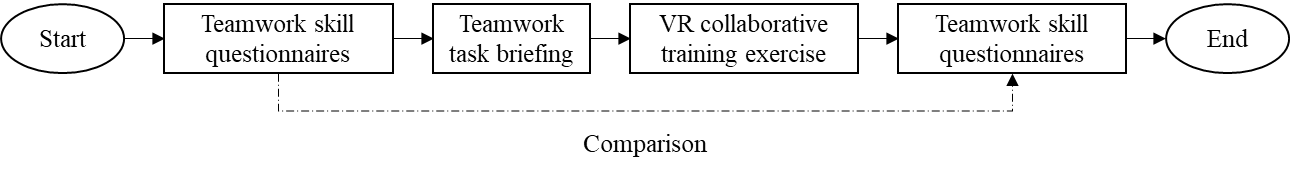 Start
Teamwork skill
questionnaires
Teamwork
task briefing
VR collaborative
training exercise
Teamwork skill
questionnaires
End
Comparison